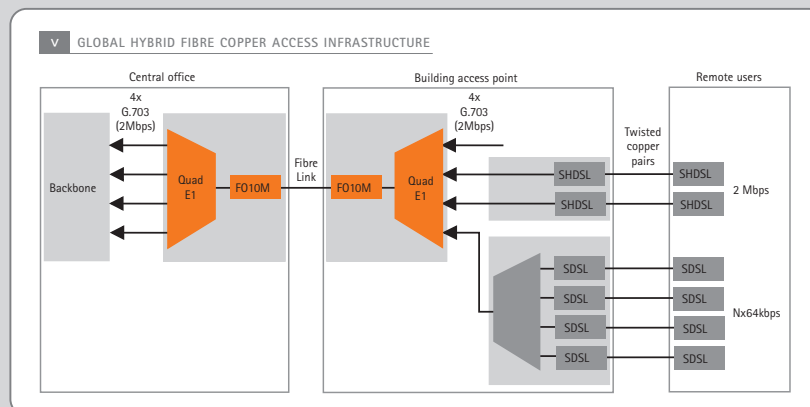 V GLOBAL HYBRID FIBRE COPPER ACCESS INFRASTRUCTURE
Central office
Building access point
Remote users
4x
G.703
(2Mbps)
Backbone
Quad
E1
FO10M
Fibre
Link
FO10M
Quad
E1
4x
G.703
(2Mbps)
Twisted
copper
pairs
SHDSL
SHDSL
SHDSL
SHDSL
2 Mbps
SDSL
SDSL
SDSL
SDSL
SDSL
SDSL
SDSL
SDSL
Nx64kbps